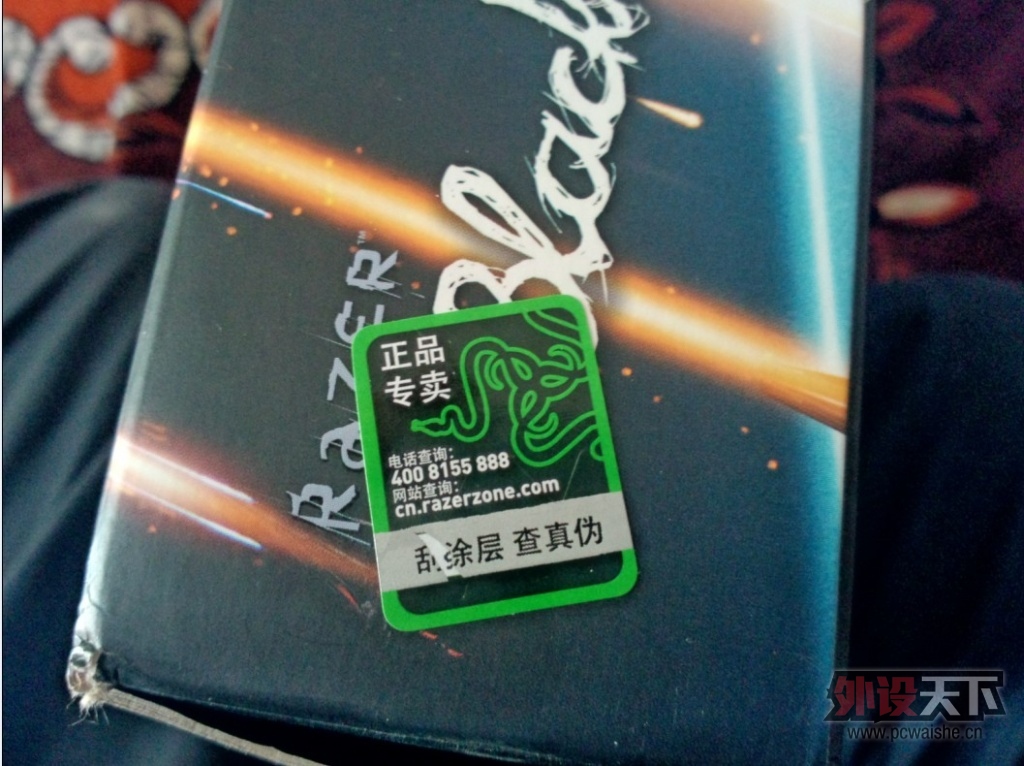 RaZER™
Black
正品
专卖
电话查询:
400 8155 888
网站查询:
cn.razerzone.com
刮涂层 查真伪
外设天下
www.pcwaishe.cn